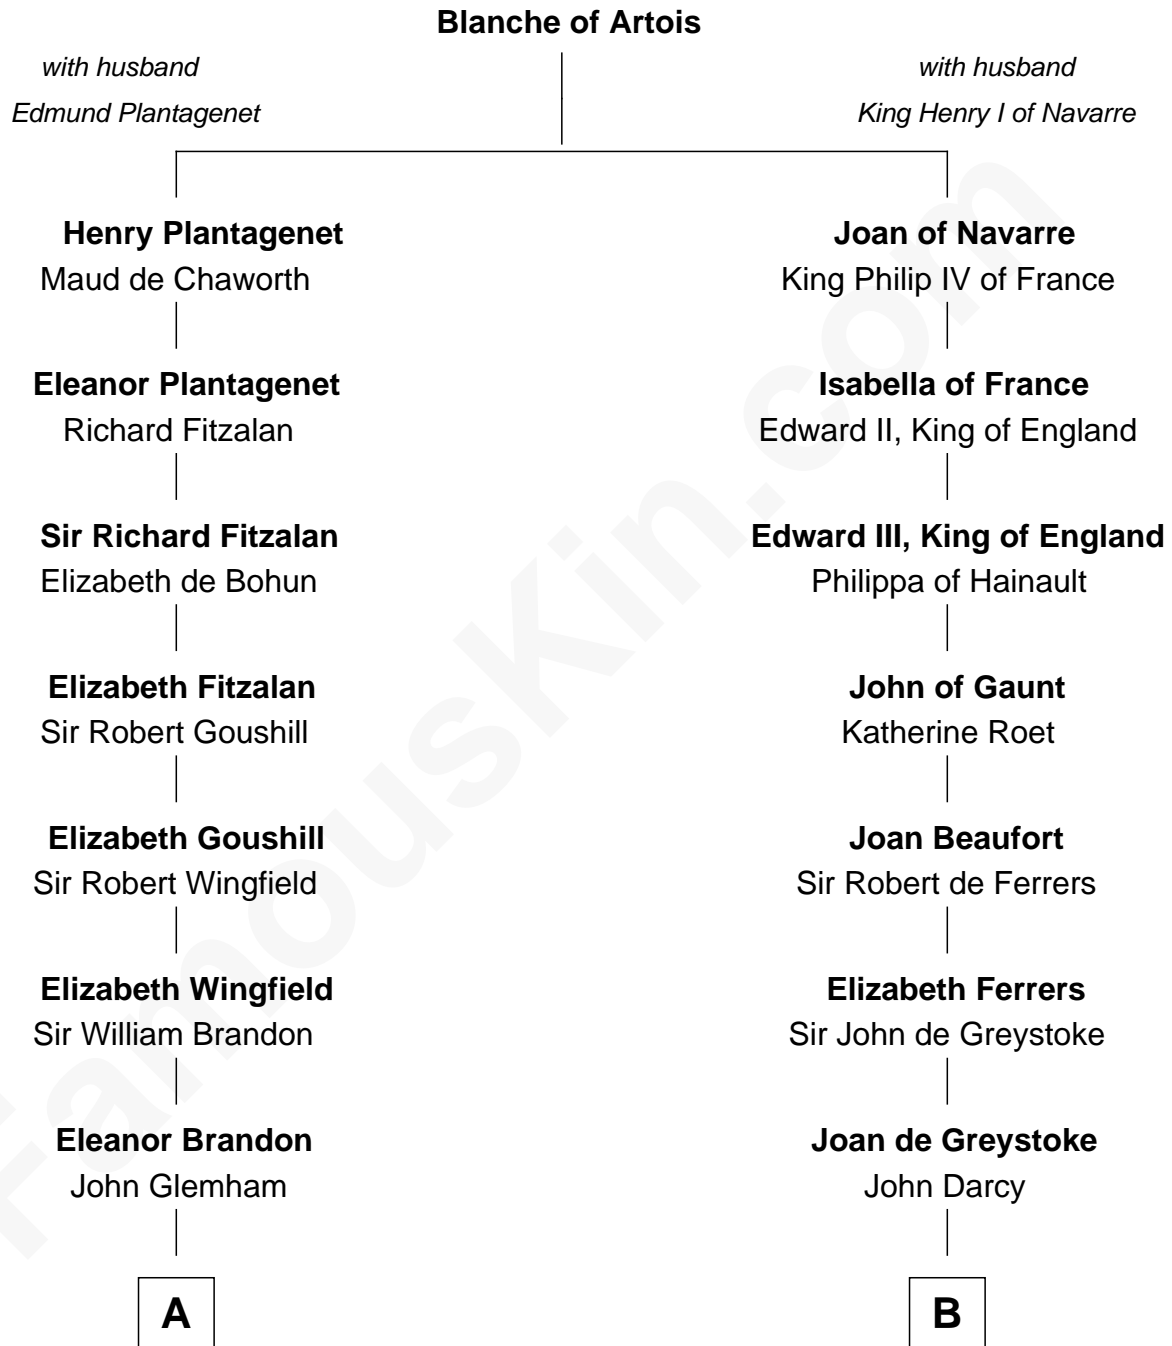 Blanche of Artois
with husband
Edmund Plantagenet
with husband
King Henry I of Navarre
Henry Plantagenet
Maud de Chaworth
Joan of Navarre
King Philip IV of France
Eleanor Plantagenet
Richard Fitzalan
Isabella of France
Edward II, King of England
Sir Richard Fitzalan
Elizabeth de Bohun
Edward III, King of England
Philippa of Hainault
Elizabeth Fitzalan
Sir Robert Goushill
John of Gaunt
Katherine Roet
Elizabeth Goushill
Sir Robert Wingfield
Joan Beaufort
Sir Robert de Ferrers
Elizabeth Wingfield
Sir William Brandon
Elizabeth Ferrers
Sir John de Greystoke
Eleanor Brandon
John Glemham
Joan de Greystoke
John Darcy
A
B
FamousKin.com